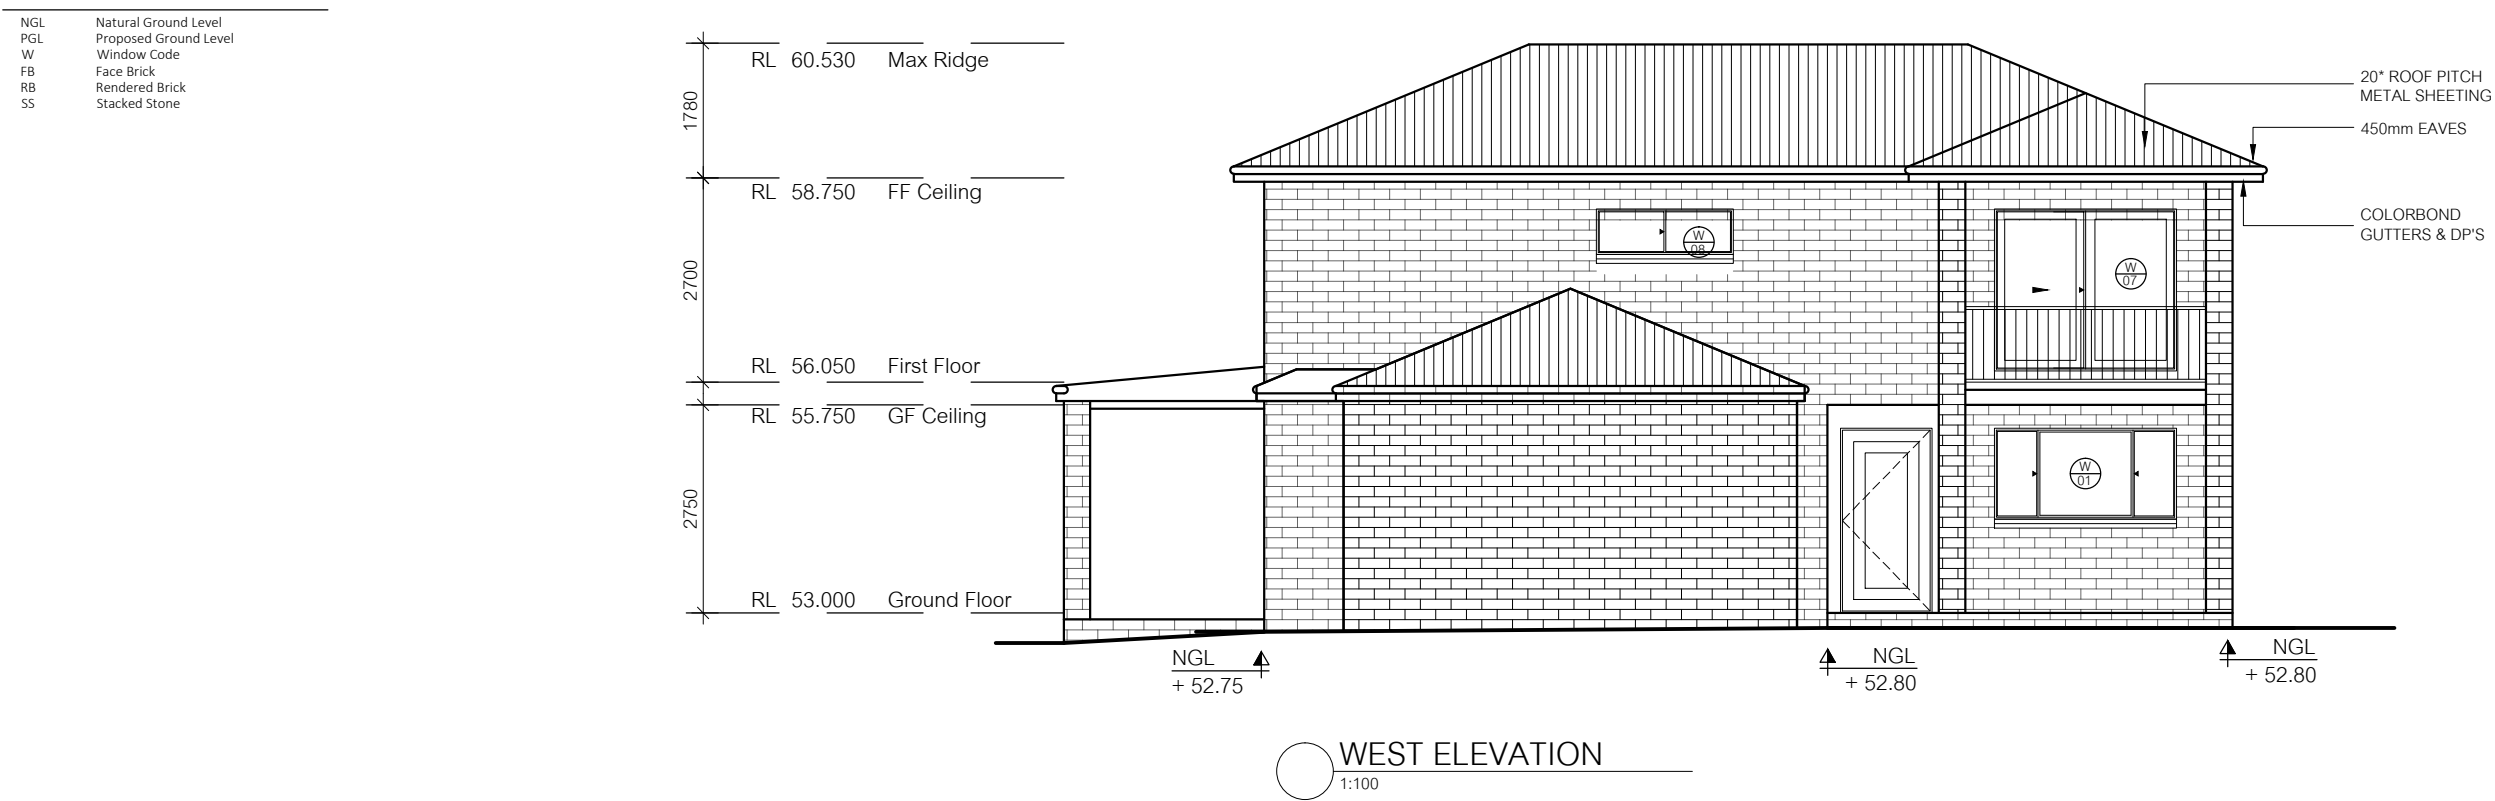 NGL Natural Ground Level
PGL Proposed Ground Level
W Window Code
FB Face Brick
RB Rendered Brick
SS Stacked Stone
RL 60.530 Max Ridge
1780
RL 58.750 FF Ceiling
2700
RL 56.050 First Floor
RL 55.750 GF Ceiling
2750
RL 53.000 Ground Floor
20* ROOF PITCH
METAL SHEETING
450mm EAVES
COLORBOND
GUTTERS & DP'S
W
08
W
07
W
01
NGL
+ 52.75
NGL
+ 52.80
NGL
+ 52.80
WEST ELEVATION
1:100